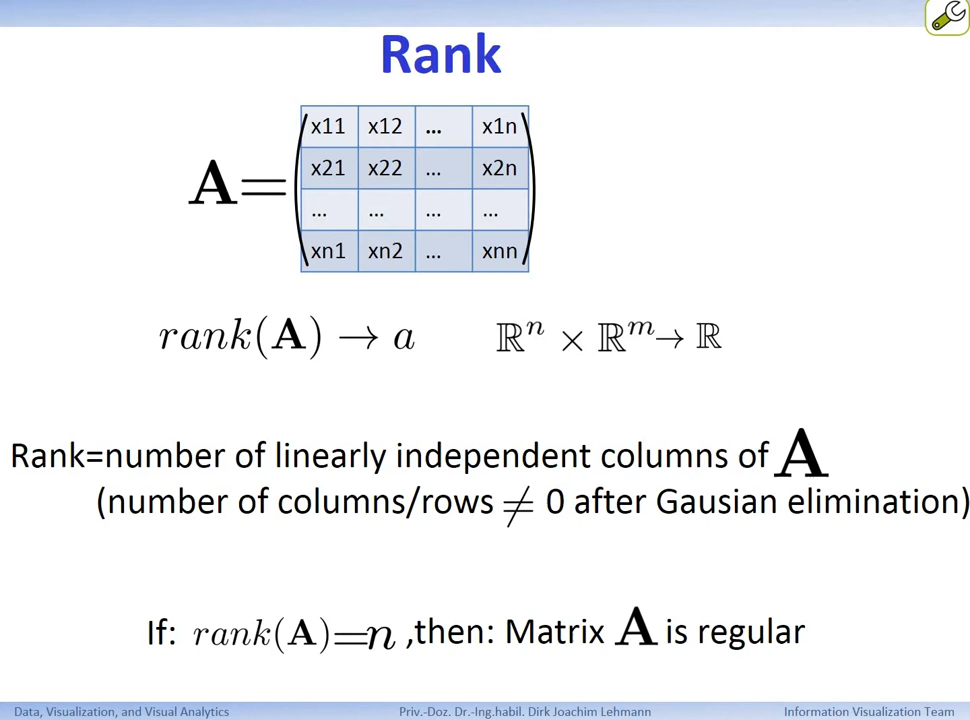 Rank
A= x11 x12 ... x1n
x21 x22 ... x2n
... ... ... ...
xn1 xn2 ... xnn
rank(A) → a ℝⁿ × ℝᵐ → ℝ
Rank=number of linearly independent columns of A
(number of columns/rows ≠ 0 after Gausian elimination)
If: rank(A)=n ,then: Matrix A is regular
Data, Visualization, and Visual Analytics Priv.-Doz. Dr.-Ing.habil. Dirk Joachim Lehmann Information Visualization Team